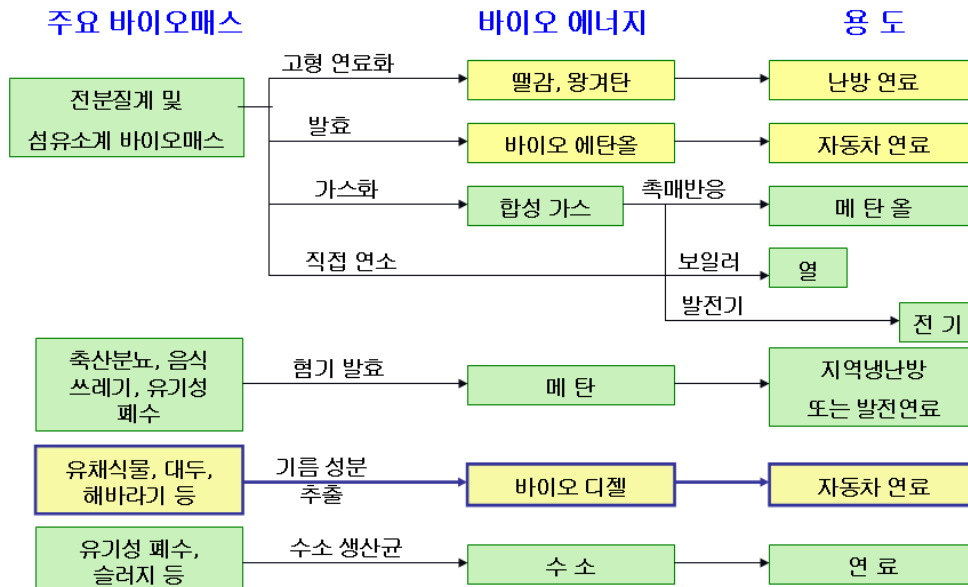 주요 바이오매스 바이오 에너지 용 도
고형 연료화
땔감, 왕겨탄
난방 연료
전분질계 및
섬유소계 바이오매스
발효
바이오 에탄올
자동차 연료
가스화
합성 가스
촉매반응
메 탄 올
직접 연소
보일러
열
발전기
전 기
축산분뇨, 음식
쓰레기, 유기성
폐수
혐기 발효
메 탄
지역냉난방
또는 발전연료
유채식물, 대두,
해바라기 등
기름 성분
추출
바이오 디젤
자동차 연료
유기성 폐수,
슬러지 등
수소 생산균
수 소
연 료